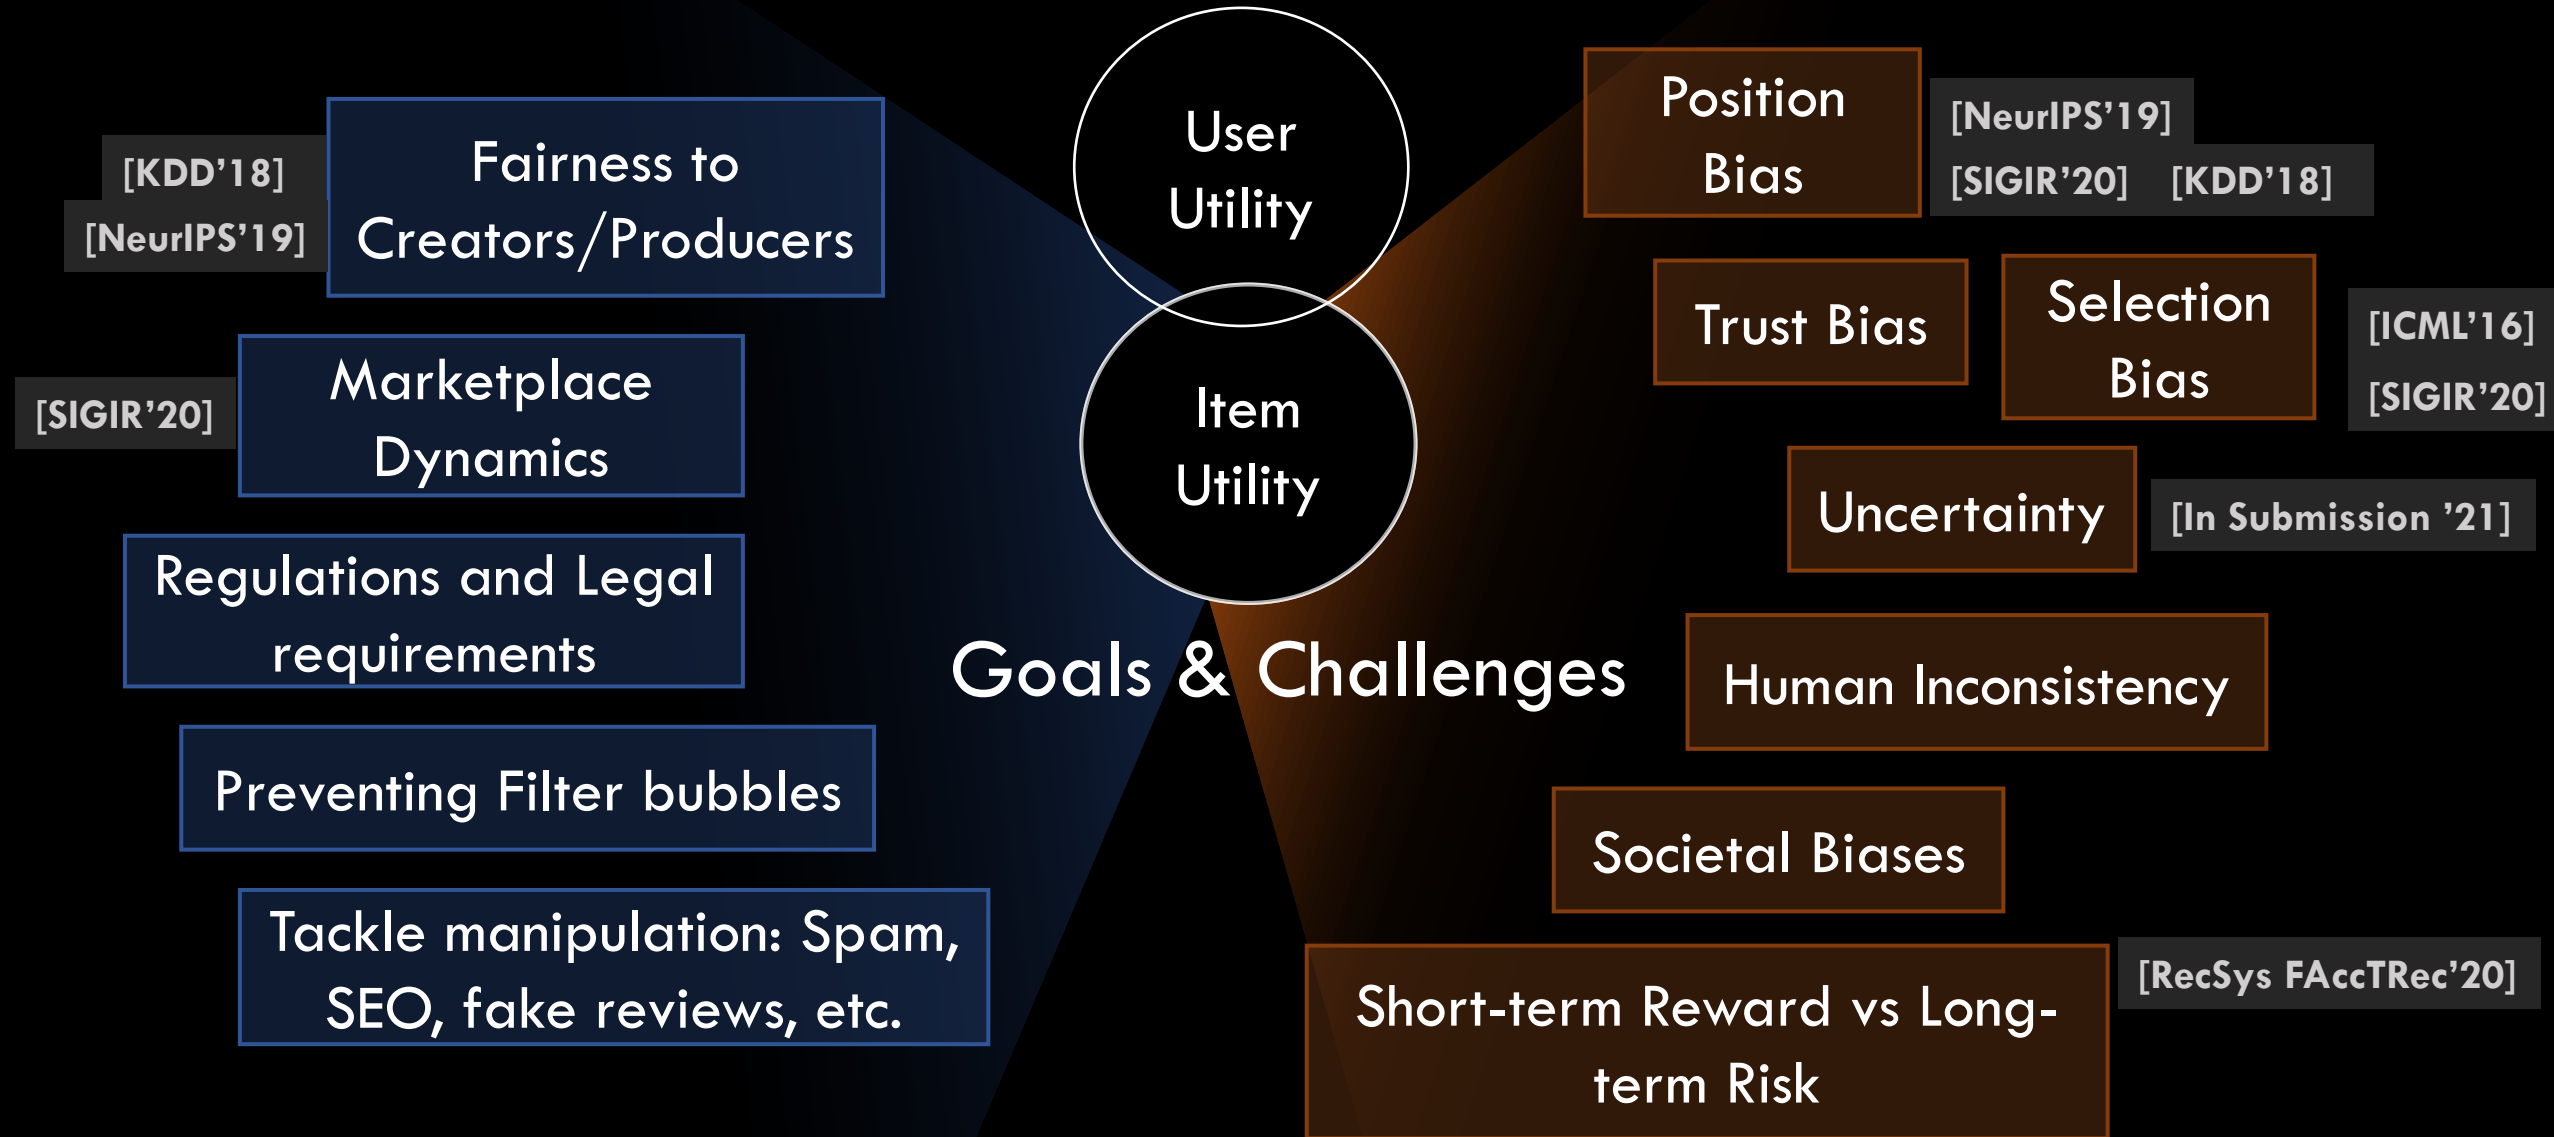 [KDD'18]
[NeurIPS'19]
Fairness to
Creators/Producers
[SIGIR'20]
Marketplace
Dynamics
Regulations and Legal
requirements
Preventing Filter bubbles
Tackle manipulation: Spam,
SEO, fake reviews, etc.
User
Utility
Item
Utility
Goals & Challenges
Position
Bias
[NeurIPS'19]
[SIGIR'20] [KDD'18]
Trust Bias
Selection
Bias
[ICML'16]
[SIGIR'20]
Uncertainty
[In Submission '21]
Human Inconsistency
Societal Biases
Short-term Reward vs Long-
term Risk
[RecSys FAccTRec'20]